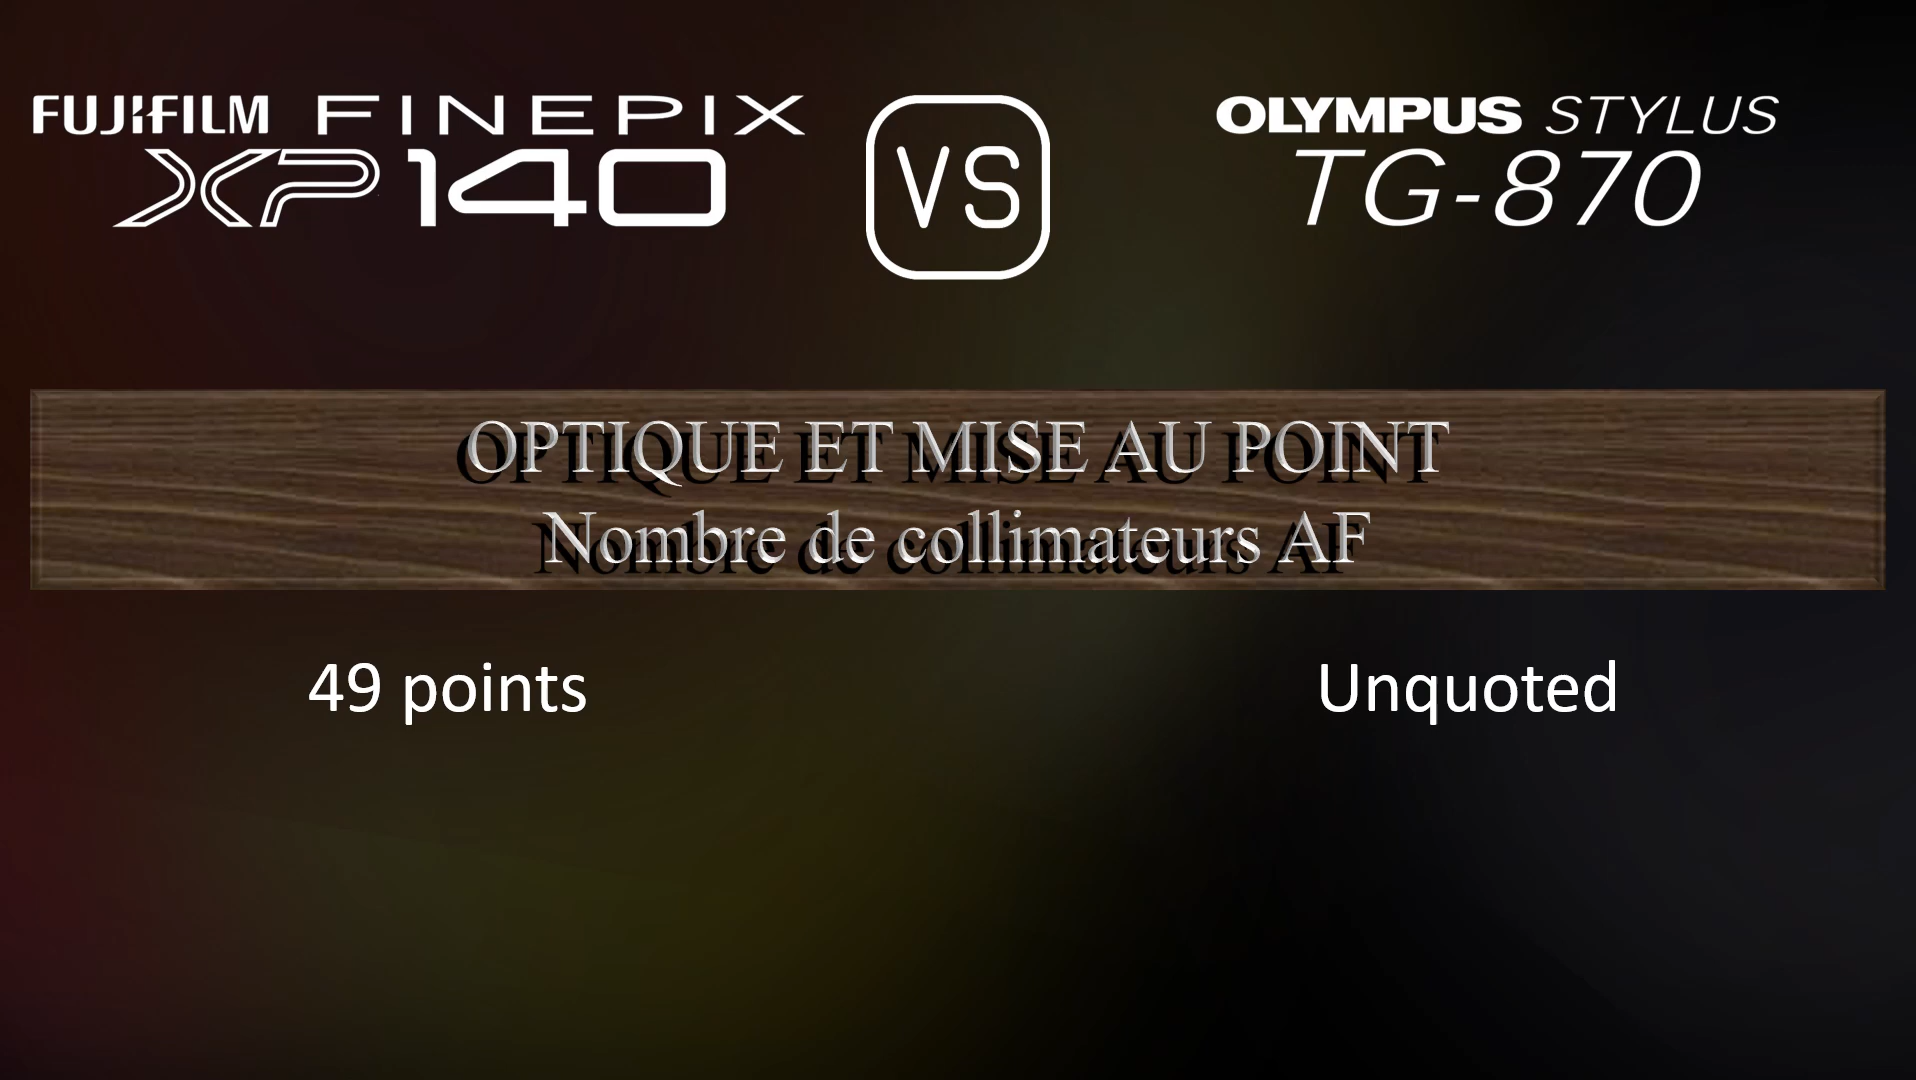 FUJIFILM FINEPIX
XP140
VS
OLYMPUS STYLUS
TG-870
OPTIQUE ET MISE AU POINT
Nombre de collimateurs AF
49 points
Unquoted